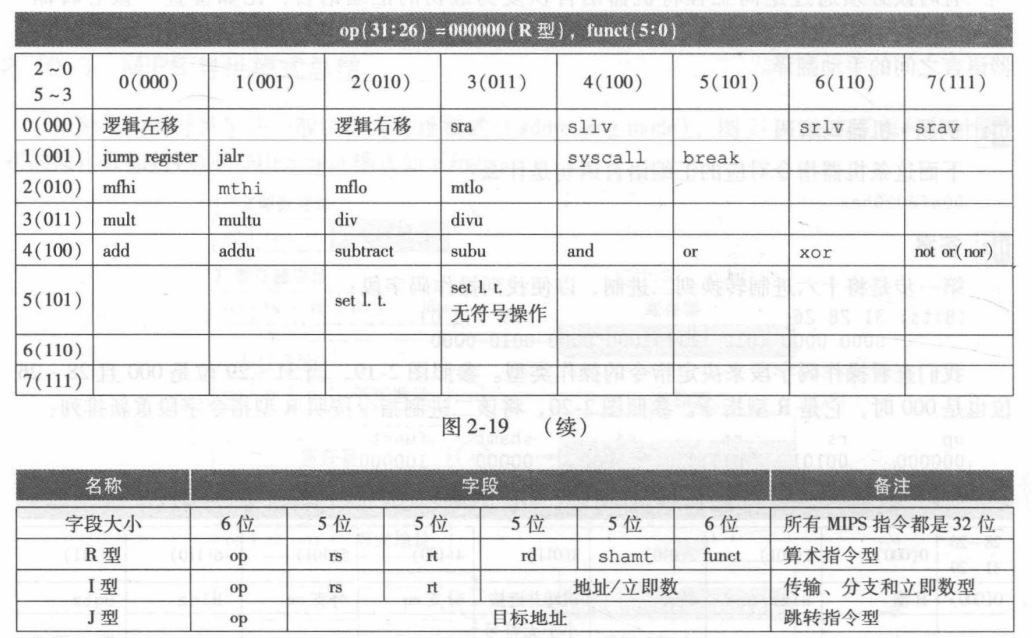 op(31:26)=000000(R 型), funct(5:0)
2~0 0(000) 1(001) 2(010) 3(011) 4(100) 5(101) 6(110) 7(111)
5~3
0(000) 逻辑左移 逻辑右移 sra sllv srlv srav
1(001) jump register jalr syscall break
2(010) mfhi mthi mflo mtlo
3(011) mult multu div divu
4(100) add addu subtract subu and or xor not or(nor)
5(101) set l. t. set l. t.
无符号操作
6(110)
7(111)
图 2-19 (续)
名称 字段 备注
字段大小 6 位 5 位 5 位 5 位 5 位 6 位 所有 MIPS 指令都是 32 位
R 型 op rs rt rd shamt funct 算术指令型
I 型 op rs rt 地址/立即数 传输、分支和立即数型
J 型 op 目标地址 跳转指令型